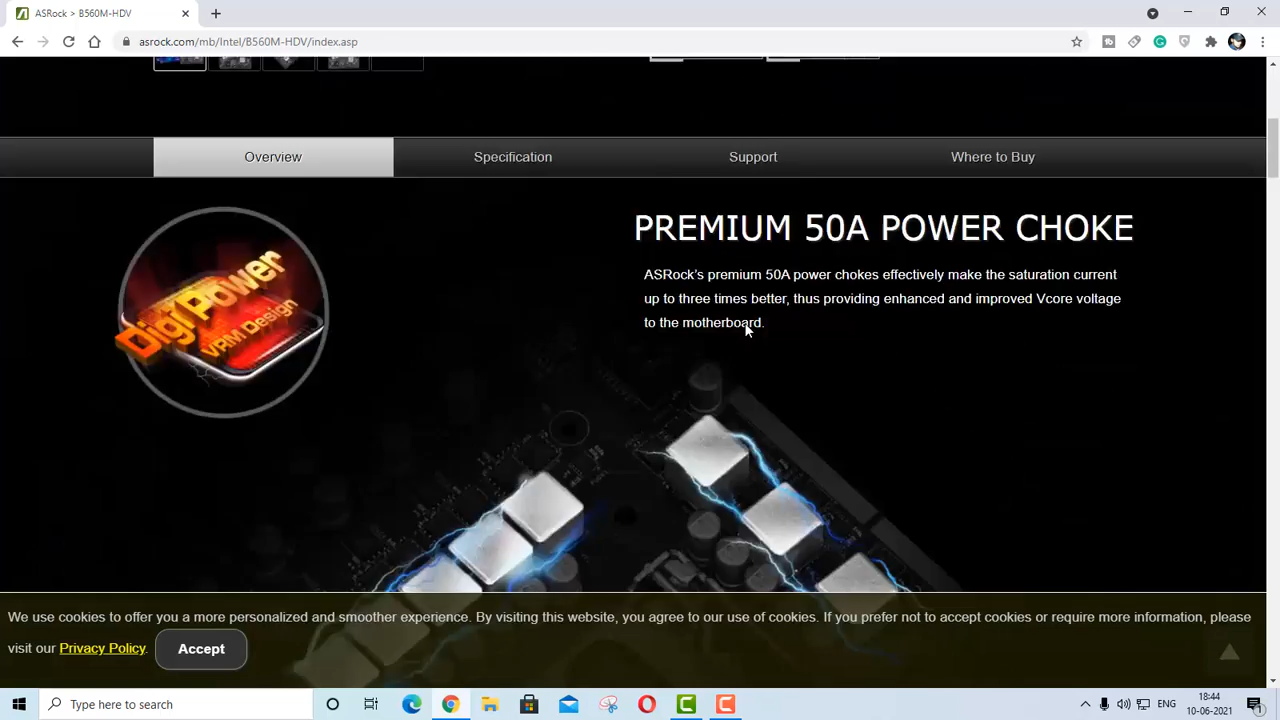 ASRock > B560M-HDV
asrock.com/mb/Intel/B560M-HDV/index.asp
Overview
Specification
Support
Where to Buy
Digi Power
VRM Design
PREMIUM 50A POWER CHOKE
ASRock's premium 50A power chokes effectively make the saturation current
up to three times better, thus providing enhanced and improved Vcore voltage
to the motherboard.
We use cookies to offer you a more personalized and smoother experience. By visiting this website, you agree to our use of cookies. If you prefer not to accept cookies or require more information, please
visit our Privacy Policy.
Accept
Type here to search
ENG
18:44
10-06-2021
1